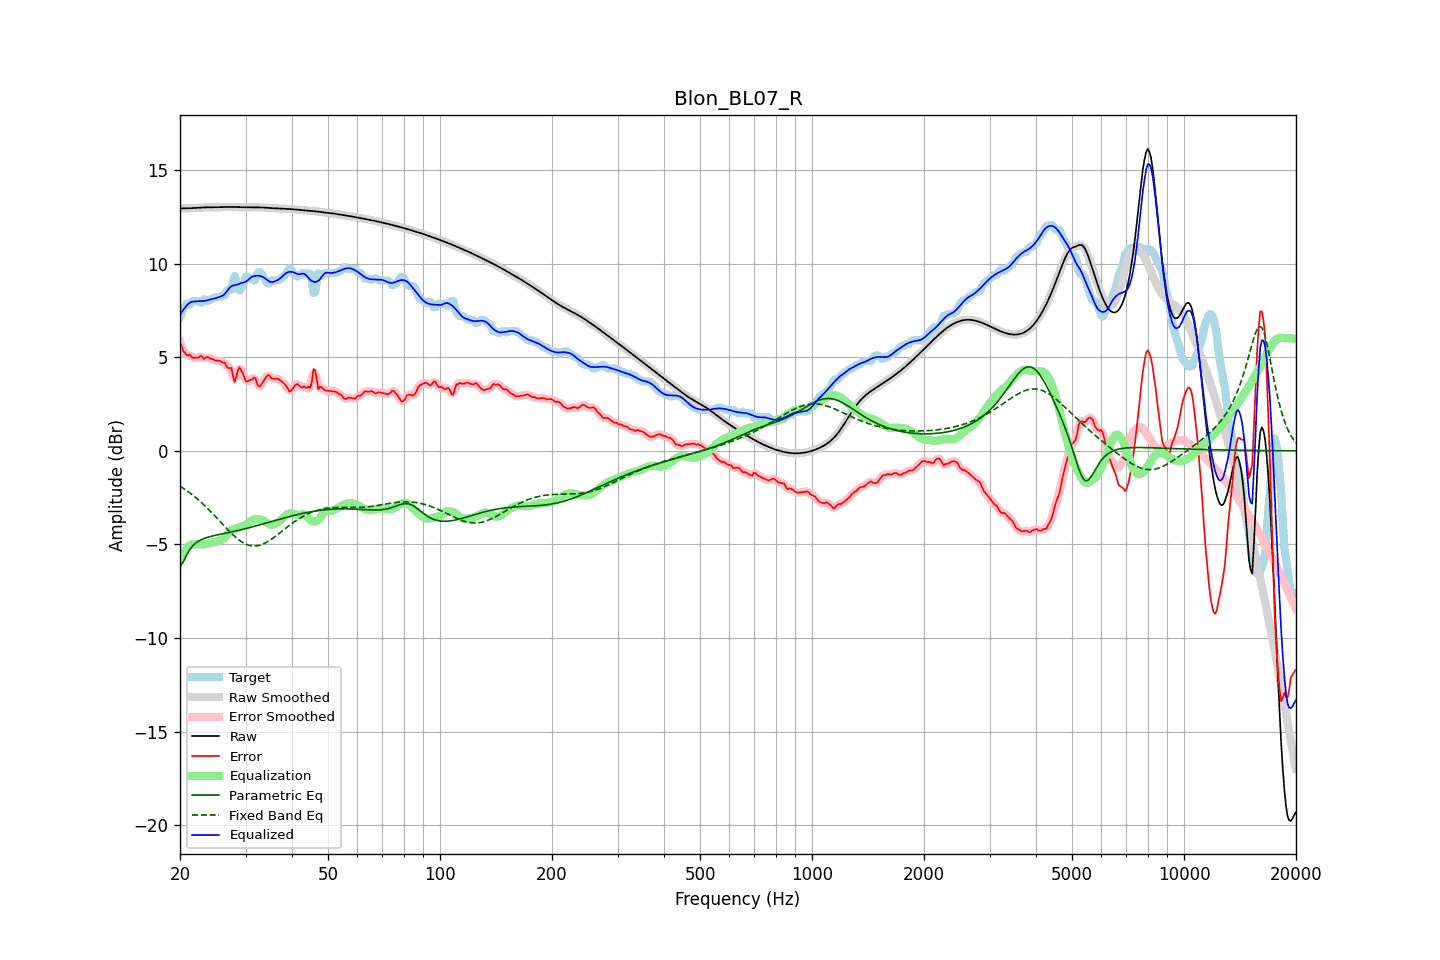 Blon_BL07_R
Amplitude (dBr)
15
10
5
0
−5
−10
−15
−20
Target
Raw Smoothed
Error Smoothed
Raw
Error
Equalization
Parametric Eq
Fixed Band Eq
Equalized
20 50 100 200 500 1000 2000 5000 10000 20000
Frequency (Hz)